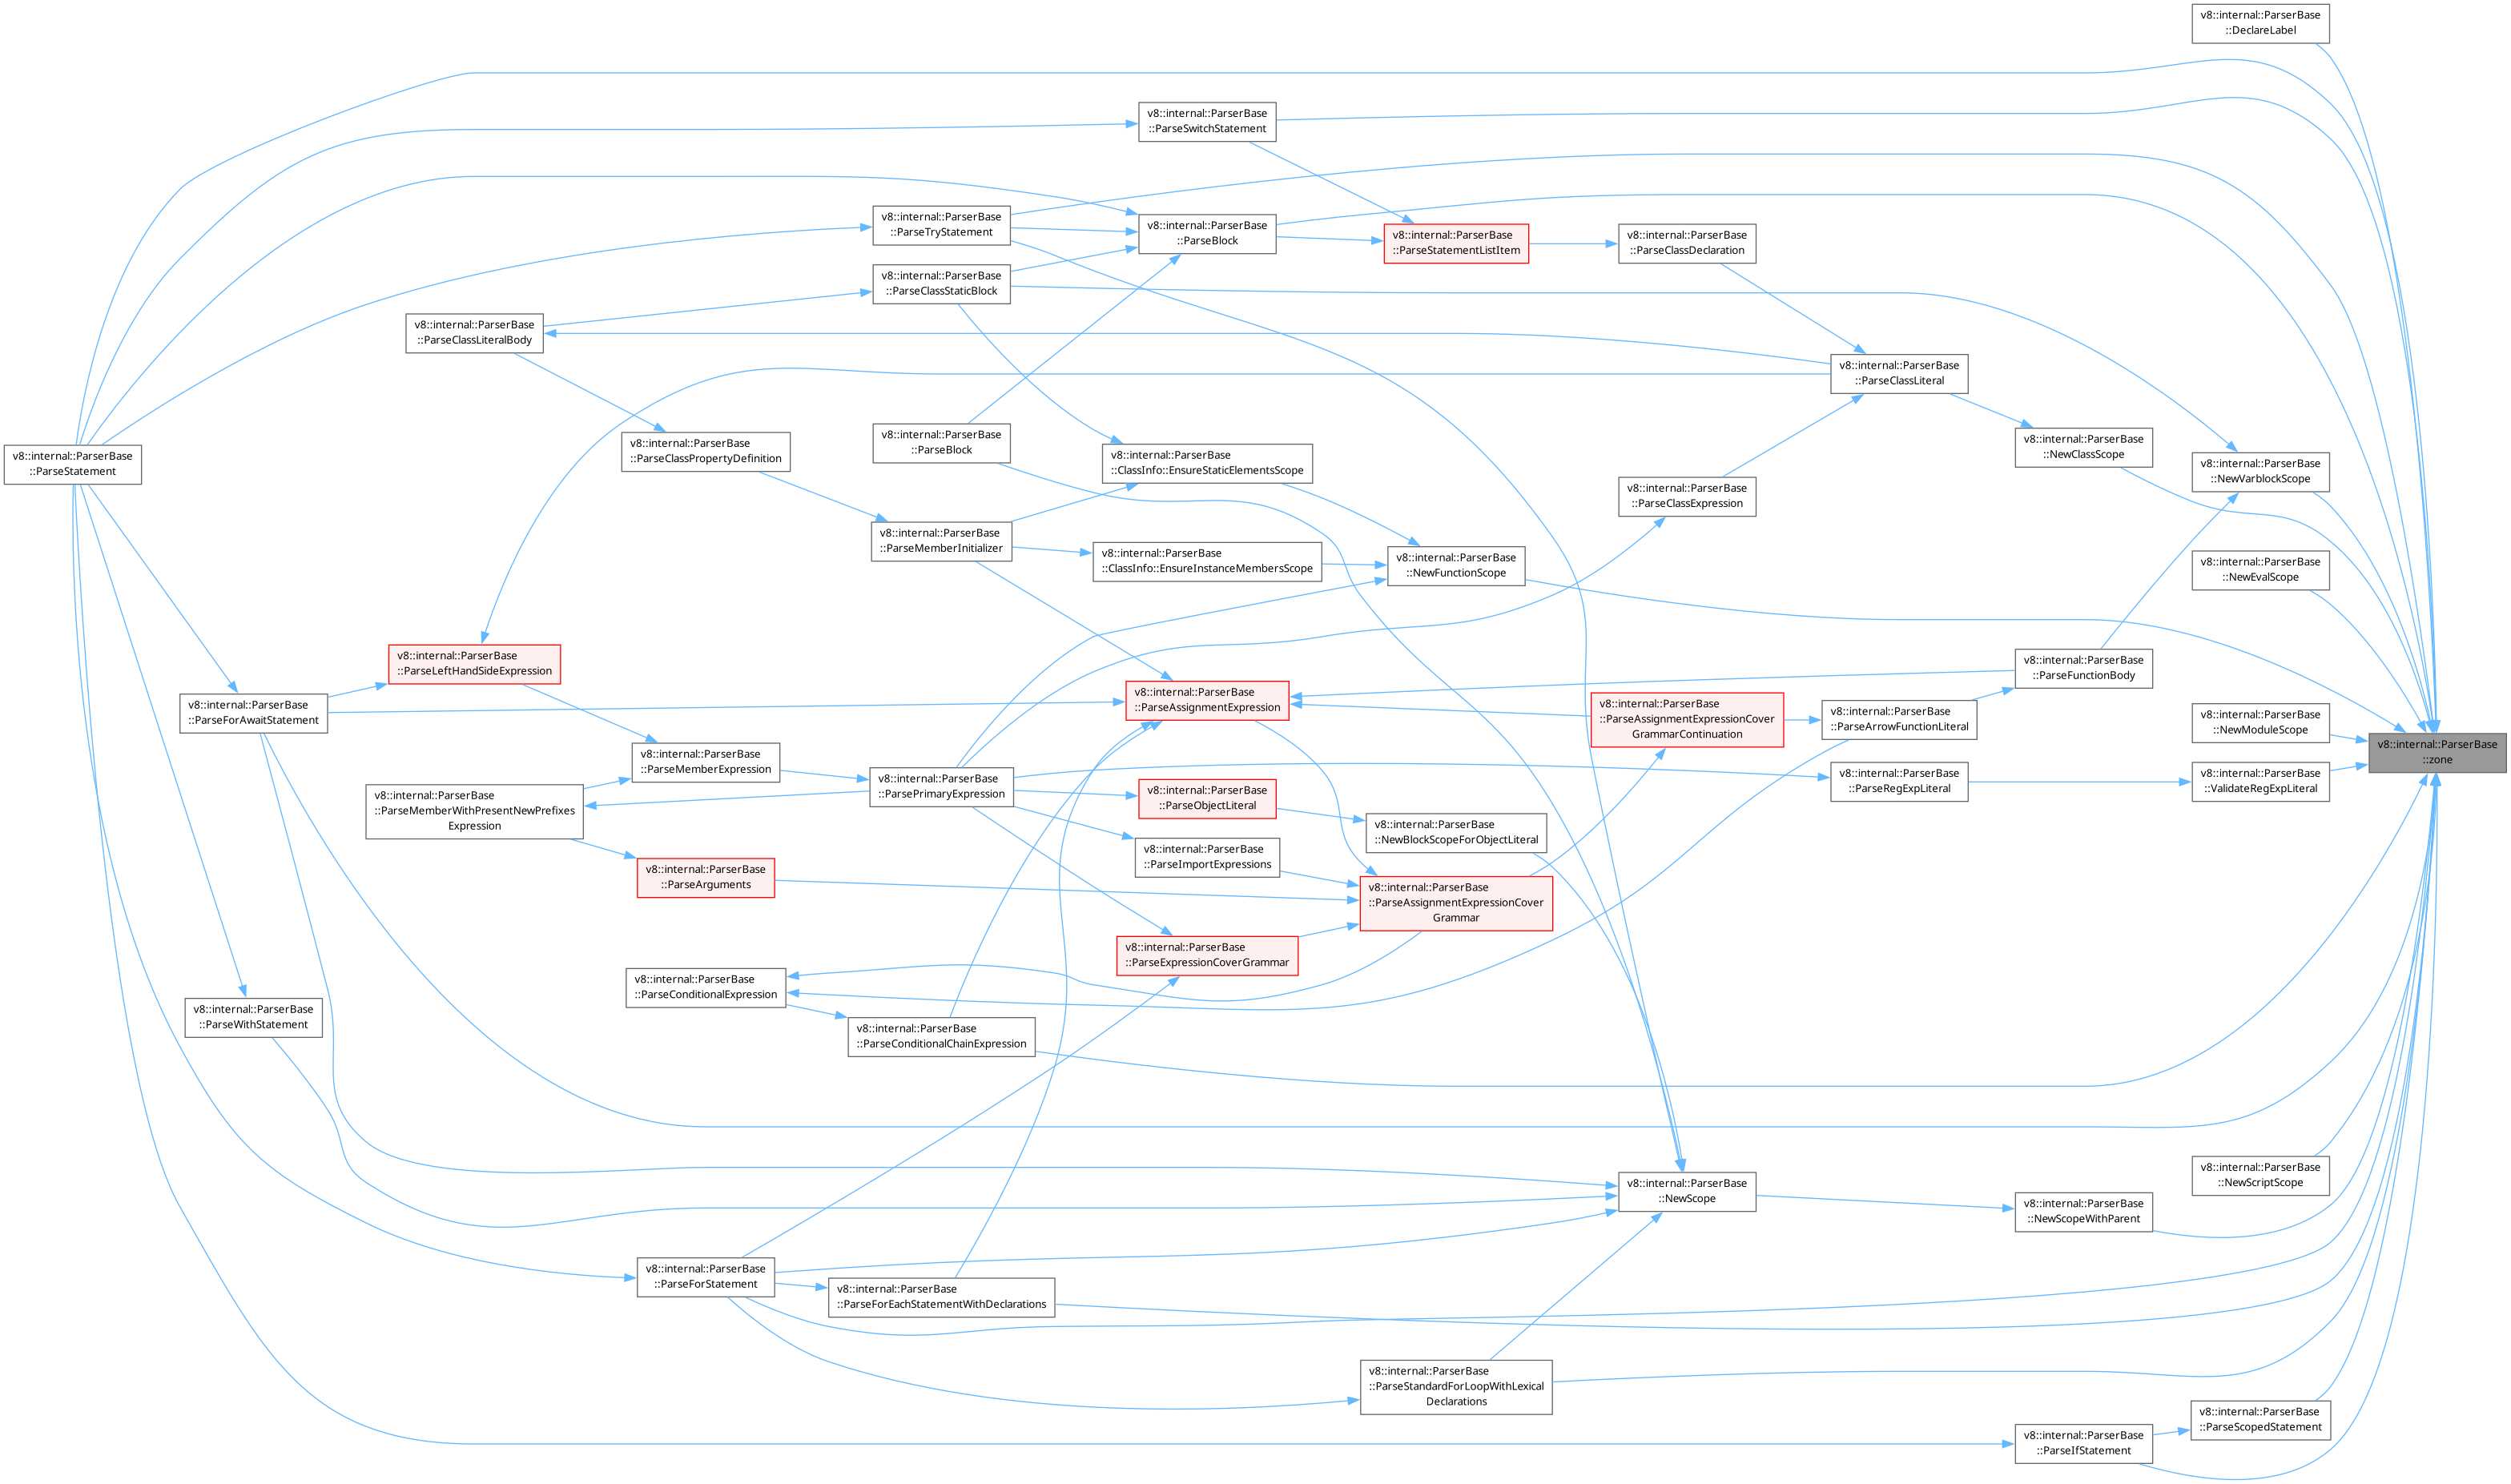 v8::internal::ParserBase
::DeclareLabel
v8::internal::ParserBase
::ParseSwitchStatement
v8::internal::ParserBase
::ParseTryStatement
v8::internal::ParserBase
::ParseBlock
v8::internal::ParserBase
::ParseStatementListItem
v8::internal::ParserBase
::ParseClassDeclaration
v8::internal::ParserBase
::ParseClassStaticBlock
v8::internal::ParserBase
::ParseClassLiteralBody
v8::internal::ParserBase
::ParseClassLiteral
v8::internal::ParserBase
::ParseStatement
v8::internal::ParserBase
::ParseClassPropertyDefinition
v8::internal::ParserBase
::ParseBlock
v8::internal::ParserBase
::ClassInfo::EnsureStaticElementsScope
v8::internal::ParserBase
::NewClassScope
v8::internal::ParserBase
::NewVarblockScope
v8::internal::ParserBase
::ParseClassExpression
v8::internal::ParserBase
::ParseMemberInitializer
v8::internal::ParserBase
::ClassInfo::EnsureInstanceMembersScope
v8::internal::ParserBase
::NewFunctionScope
v8::internal::ParserBase
::NewEvalScope
v8::internal::ParserBase
::ParseLeftHandSideExpression
v8::internal::ParserBase
::ParseFunctionBody
v8::internal::ParserBase
::ParseForAwaitStatement
v8::internal::ParserBase
::ParseAssignmentExpression
v8::internal::ParserBase
::ParseAssignmentExpressionCover
GrammarContinuation
v8::internal::ParserBase
::ParseArrowFunctionLiteral
v8::internal::ParserBase
::NewModuleScope
v8::internal::ParserBase
::zone
v8::internal::ParserBase
::ParseMemberExpression
v8::internal::ParserBase
::ParsePrimaryExpression
v8::internal::ParserBase
::ParseRegExpLiteral
v8::internal::ParserBase
::ValidateRegExpLiteral
v8::internal::ParserBase
::ParseMemberWithPresentNewPrefixes
Expression
v8::internal::ParserBase
::ParseObjectLiteral
v8::internal::ParserBase
::NewBlockScopeForObjectLiteral
v8::internal::ParserBase
::ParseImportExpressions
v8::internal::ParserBase
::ParseArguments
v8::internal::ParserBase
::ParseAssignmentExpressionCover
Grammar
v8::internal::ParserBase
::ParseExpressionCoverGrammar
v8::internal::ParserBase
::ParseConditionalExpression
v8::internal::ParserBase
::ParseWithStatement
v8::internal::ParserBase
::ParseConditionalChainExpression
v8::internal::ParserBase
::NewScriptScope
v8::internal::ParserBase
::NewScope
v8::internal::ParserBase
::NewScopeWithParent
v8::internal::ParserBase
::ParseForStatement
v8::internal::ParserBase
::ParseForEachStatementWithDeclarations
v8::internal::ParserBase
::ParseStandardForLoopWithLexical
Declarations
v8::internal::ParserBase
::ParseScopedStatement
v8::internal::ParserBase
::ParseIfStatement